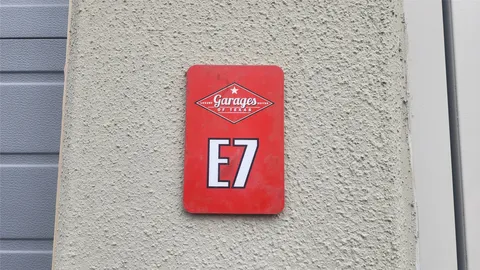 Garages
OF TEXAS
E7